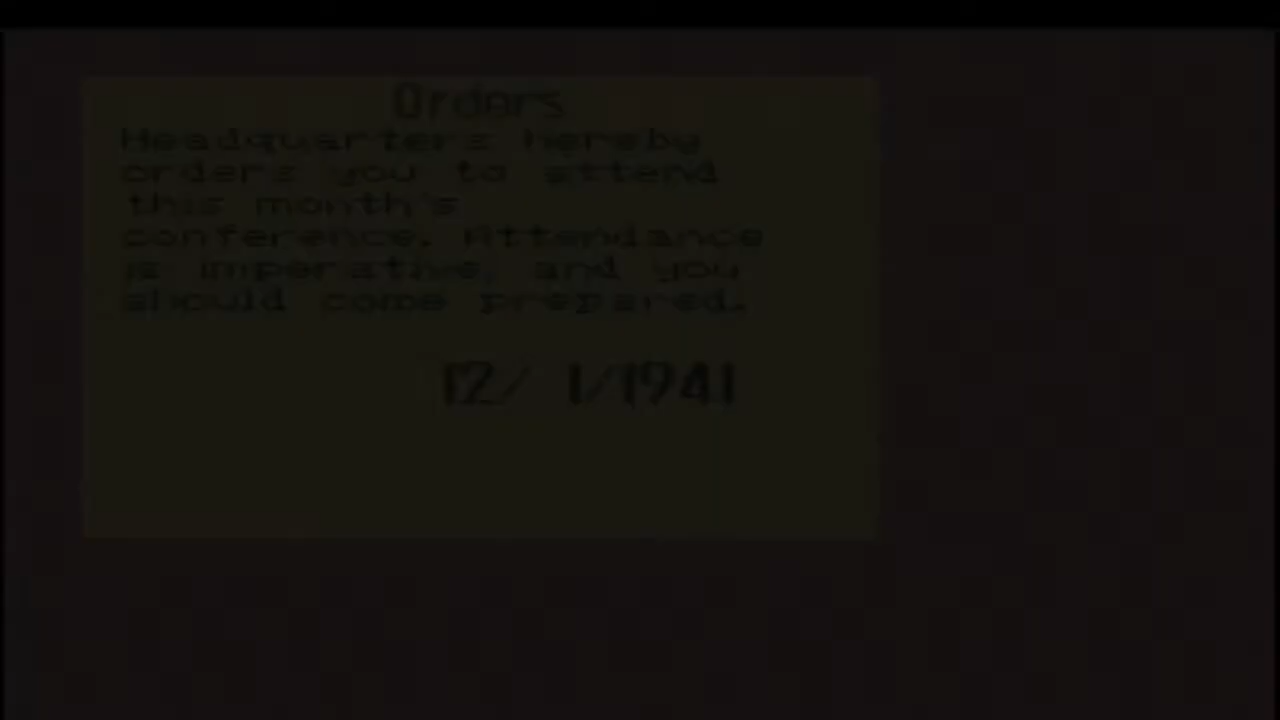 Orders
Headquarters hereby
orders you to attend
this month's
conference. Attendance
is imperative, and you
should come prepared.
12/ 1/1941